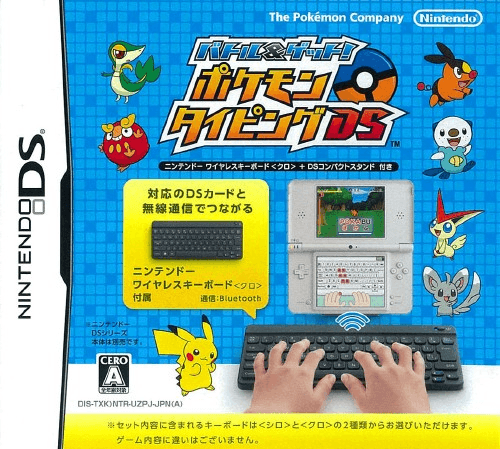 The Pokémon Company Nintendo
バトル&ゲット!
ポケモン
タイピングDS™
ニンテンドー ワイヤレスキーボード<クロ> + DSコンパクトスタンド 付き
NINTENDO DS™
対応のDSカードと
無線通信でつながる
ニンテンドー
ワイヤレスキーボード<クロ>
付属 通信:Bluetooth
※ニンテンドー
DSシリーズ
本体は別売です。
CERO
A
全年齢対象
DIS-TXKJ(NTR-UZPJ-JPN(A)
※セット内容に含まれるキーボードは<シロ>と<クロ>の2種類からお選びいただけます。
ゲーム内容に違いはございません。